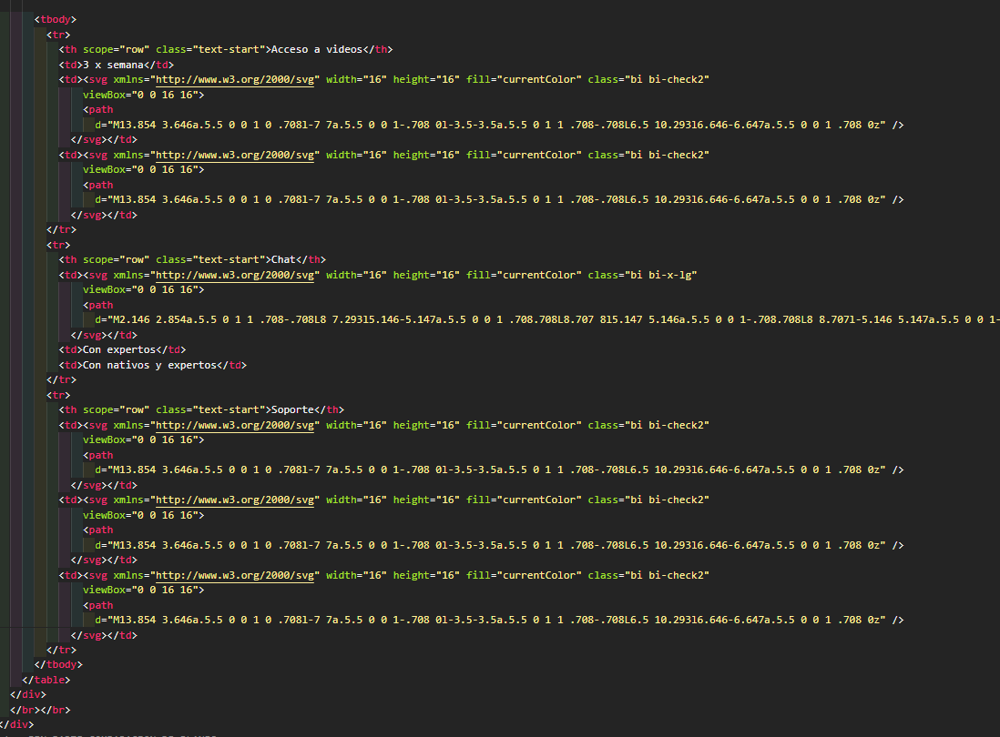 <tbody>
<tr>
<th scope="row" class="text-start">Acceso a videos</th>
<td>3 x semana</td>
<td><svg xmlns="http://www.w3.org/2000/svg" width="16" height="16" fill="currentColor" class="bi bi-check2"
viewBox="0 0 16 16">
<path
d="M13.854 3.646a.5.5 0 0 1 0 .708l-7 7a.5.5 0 0 1-.708 0l-3.5-3.5a.5.5 0 1 1 .708-.708L6.5 10.293l6.646-6.647a.5.5 0 0 1 .708 0z" />
</svg></td>
<td><svg xmlns="http://www.w3.org/2000/svg" width="16" height="16" fill="currentColor" class="bi bi-check2"
viewBox="0 0 16 16">
<path
d="M13.854 3.646a.5.5 0 0 1 0 .708l-7 7a.5.5 0 0 1-.708 0l-3.5-3.5a.5.5 0 1 1 .708-.708L6.5 10.293l6.646-6.647a.5.5 0 0 1 .708 0z" />
</svg></td>
</tr>
<tr>
<th scope="row" class="text-start">Chat</th>
<td><svg xmlns="http://www.w3.org/2000/svg" width="16" height="16" fill="currentColor" class="bi bi-x-lg"
viewBox="0 0 16 16">
<path
d="M2.146 2.854a.5.5 0 1 1 .708-.708L8 7.293l5.146-5.147a.5.5 0 0 1 .708.708L8.707 8l5.147 5.146a.5.5 0 0 1-.708.708L8 8.707l-5.146 5.147a.5.5 0 0 1-
</svg></td>
<td>Con expertos</td>
<td>Con nativos y expertos</td>
</tr>
<tr>
<th scope="row" class="text-start">Soporte</th>
<td><svg xmlns="http://www.w3.org/2000/svg" width="16" height="16" fill="currentColor" class="bi bi-check2"
viewBox="0 0 16 16">
<path
d="M13.854 3.646a.5.5 0 0 1 0 .708l-7 7a.5.5 0 0 1-.708 0l-3.5-3.5a.5.5 0 1 1 .708-.708L6.5 10.293l6.646-6.647a.5.5 0 0 1 .708 0z" />
</svg></td>
<td><svg xmlns="http://www.w3.org/2000/svg" width="16" height="16" fill="currentColor" class="bi bi-check2"
viewBox="0 0 16 16">
<path
d="M13.854 3.646a.5.5 0 0 1 0 .708l-7 7a.5.5 0 0 1-.708 0l-3.5-3.5a.5.5 0 1 1 .708-.708L6.5 10.293l6.646-6.647a.5.5 0 0 1 .708 0z" />
</svg></td>
<td><svg xmlns="http://www.w3.org/2000/svg" width="16" height="16" fill="currentColor" class="bi bi-check2"
viewBox="0 0 16 16">
<path
d="M13.854 3.646a.5.5 0 0 1 0 .708l-7 7a.5.5 0 0 1-.708 0l-3.5-3.5a.5.5 0 1 1 .708-.708L6.5 10.293l6.646-6.647a.5.5 0 0 1 .708 0z" />
</svg></td>
</tr>
</tbody>
</table>
</div>
</br></br>
</div>